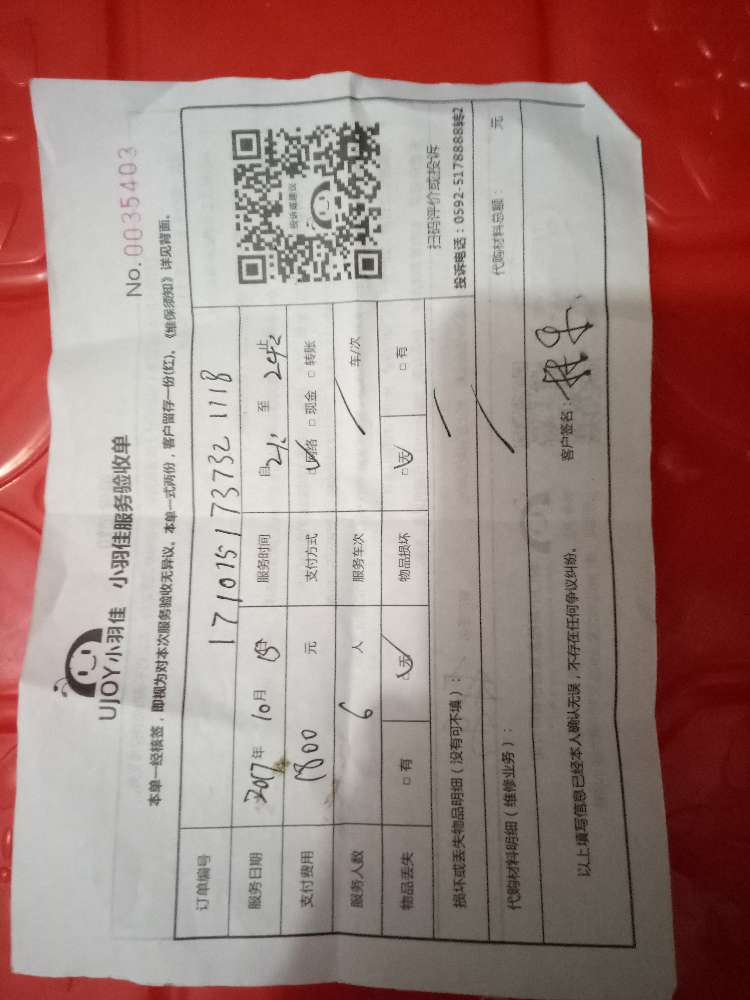 UJOY小羽佳 小羽佳服务验收单
No. 0035403
本单一经核签，即视为对本次服务验收无异议。本单一式两份，客户留存一份(红)。《维保须知》详见背面。
订单编号 171015173732 1118
服务日期 2017年 10月 15日 服务时间 自 至 止
支付费用 1800 元 支付方式 ☑网络 □现金 □转账
服务人数 6 人 服务车次 / 车/次
物品丢失 □有 ☑无 物品损坏 ☑无 □有
投诉或建议
扫码评价或投诉
投诉电话：0592-5178888转2
损坏或丢失物品明细（没有可不填）： /
代购材料明细（维修业务）： / 代购材料总额： 元
以上填写信息已经本人确认无误，不存在任何争议纠纷。 客户签名：